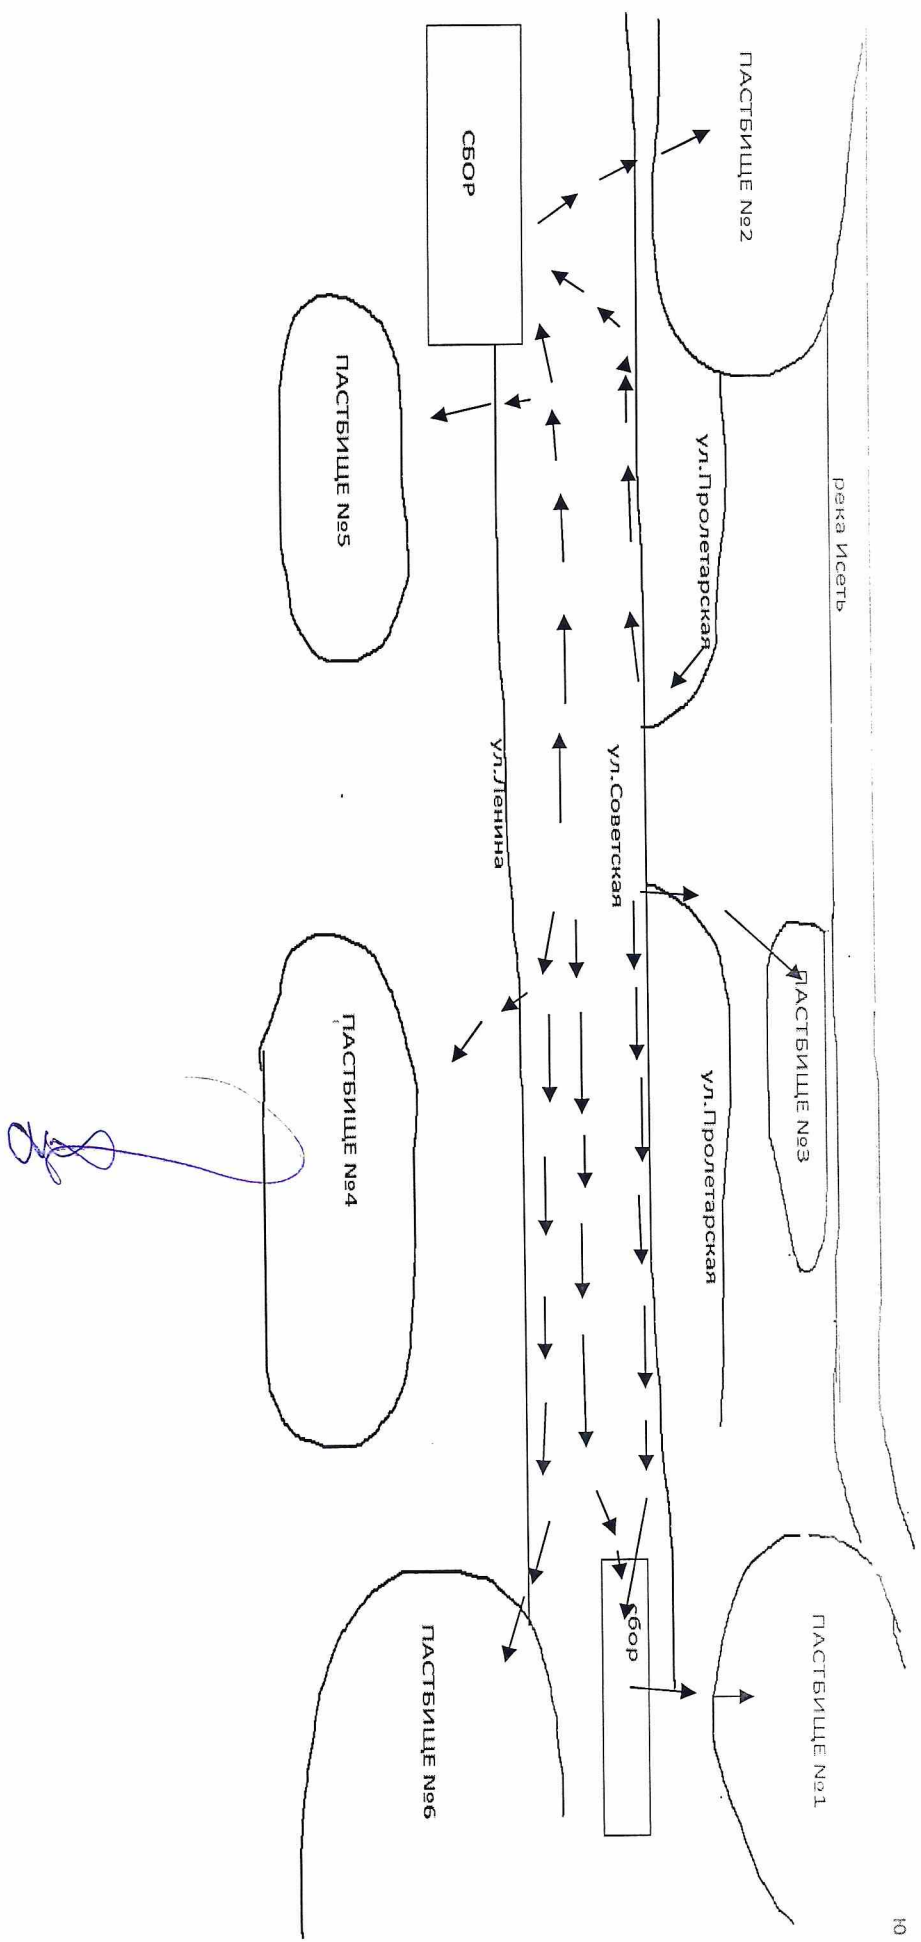 Ю
река Исеть
ПАСТБИЩЕ №2
ПАСТБИЩЕ №3
ПАСТБИЩЕ №1
ул.Пролетарская
ул.Пролетарская
ул.Советская
сбор
СБОР
ул.Ленина
ПАСТБИЩЕ №5
ПАСТБИЩЕ №4
ПАСТБИЩЕ №6